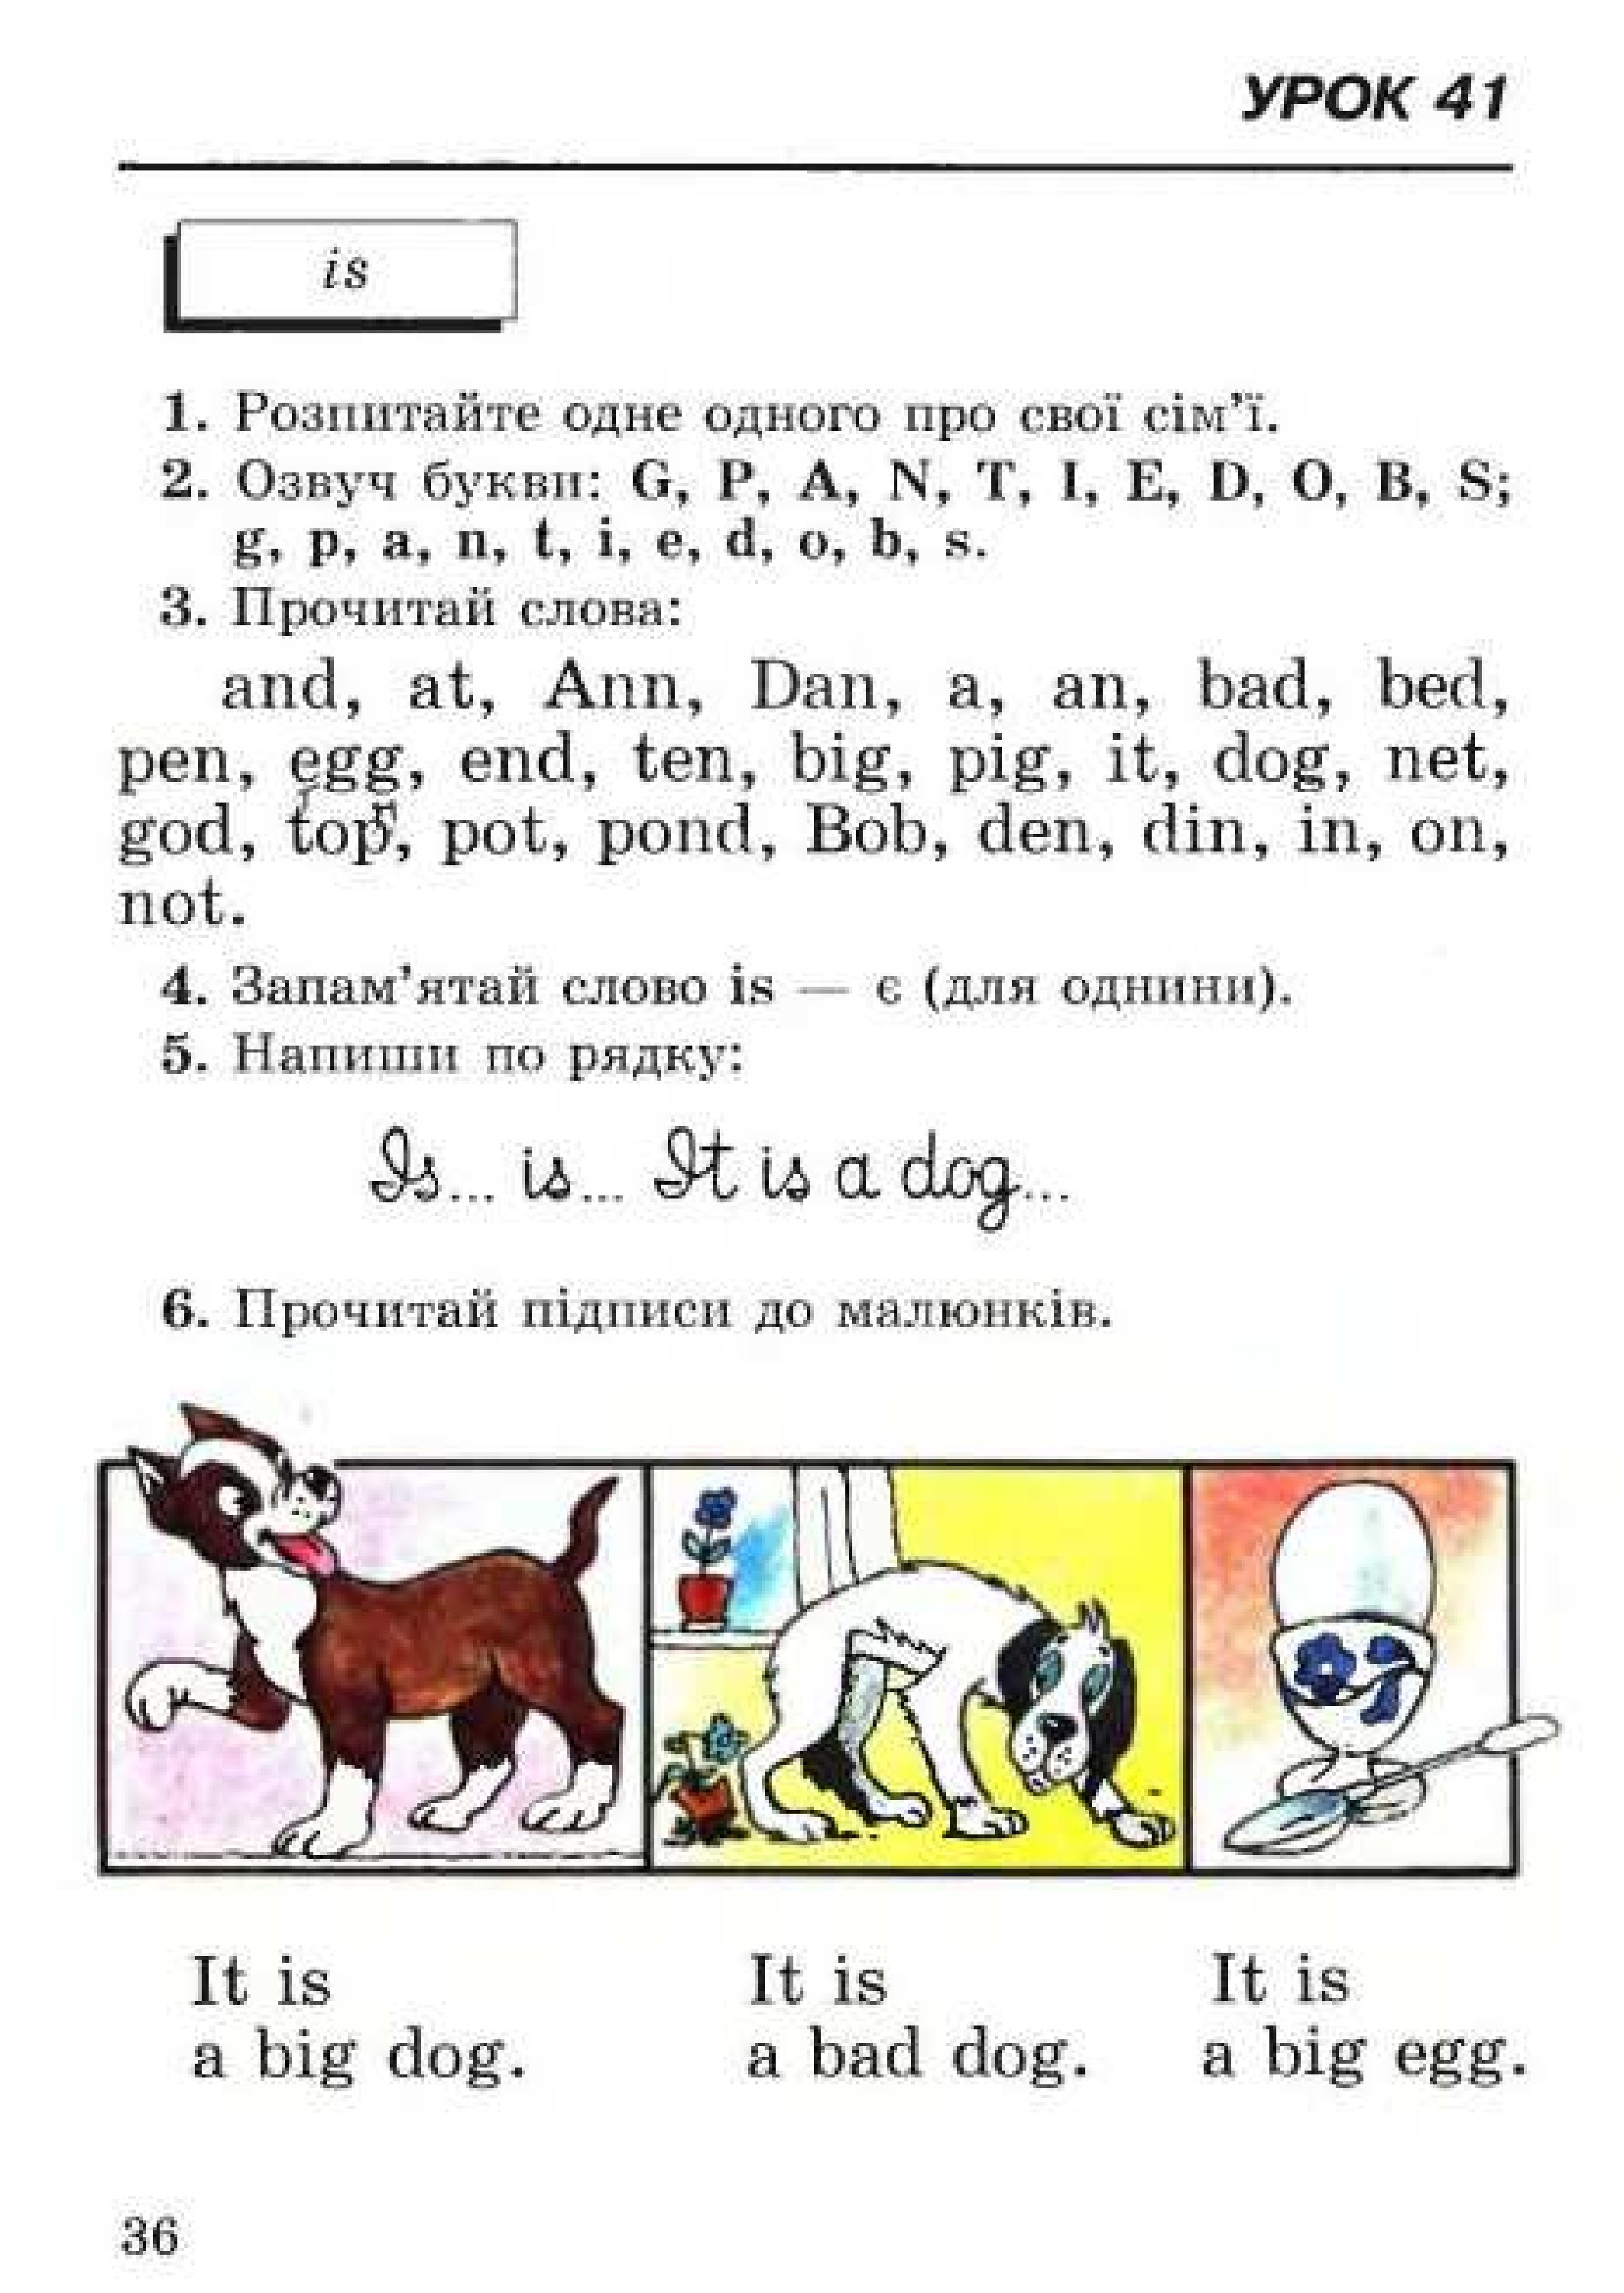 УРОК 41
is
1. Розпитайте одне одного про свої сім'ї.
2. Озвуч букви: G, P, A, N, T, I, E, D, O, B, S;
g, p, a, n, t, i, e, d, o, b, s.
3. Прочитай слова:
and, at, Ann, Dan, a, an, bad, bed,
pen, egg, end, ten, big, pig, it, dog, net,
god, top, pot, pond, Bob, den, din, in, on,
not.
4. Запам'ятай слово is — є (для однини).
5. Напиши по рядку:
Is... is... It is a dog...
6. Прочитай підписи до малюнків.
It is It is It is
a big dog. a bad dog. a big egg.
36